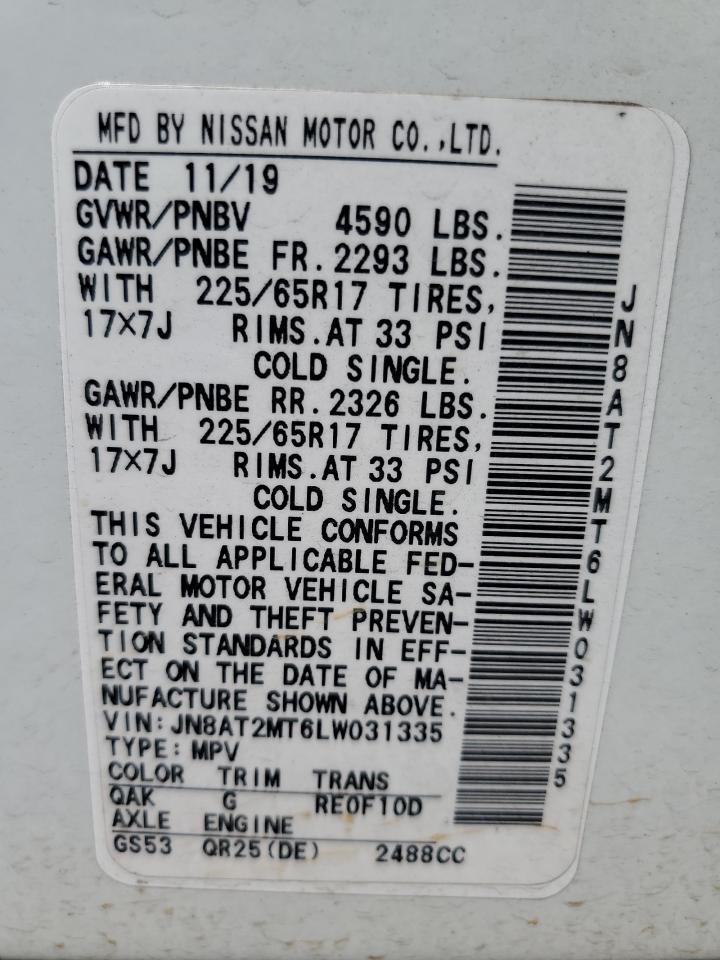 MFD BY NISSAN MOTOR CO.,LTD.
DATE 11/19
GVWR/PNBV 4590 LBS.
GAWR/PNBE FR.2293 LBS.
WITH 225/65R17 TIRES,
17X7J RIMS.AT 33 PSI
COLD SINGLE.
GAWR/PNBE RR.2326 LBS.
WITH 225/65R17 TIRES,
17X7J RIMS.AT 33 PSI
COLD SINGLE.
THIS VEHICLE CONFORMS
TO ALL APPLICABLE FED-
ERAL MOTOR VEHICLE SA-
FETY AND THEFT PREVEN-
TION STANDARDS IN EFF-
ECT ON THE DATE OF MA-
NUFACTURE SHOWN ABOVE.
VIN:JN8AT2MT6LW031335
TYPE:MPV
COLOR TRIM TRANS
QAK G RE0F10D
AXLE ENGINE
GS53 QR25(DE) 2488CC
JN8AT2MT6LW031335